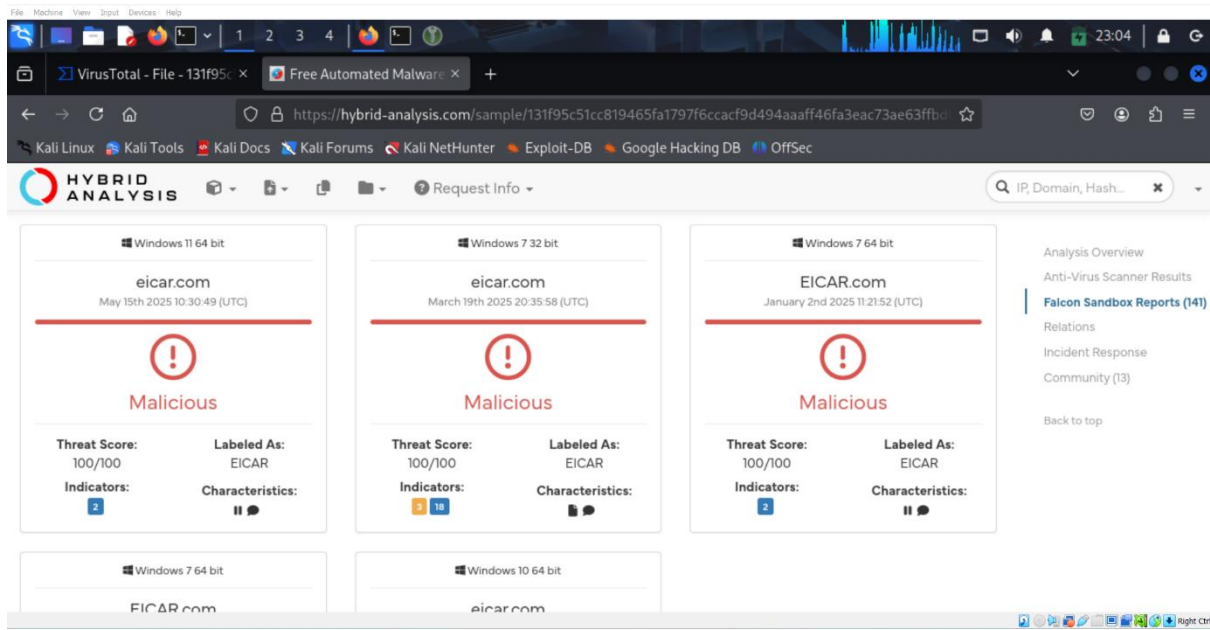 File Machine View Input Devices Help
1 2 3 4 23:04
VirusTotal - File - 131f95c Free Automated Malware
https://hybrid-analysis.com/sample/131f95c51cc819465fa1797f6ccacf9d494aaaff46fa3eac73ae63ffbd
Kali Linux Kali Tools Kali Docs Kali Forums Kali NetHunter Exploit-DB Google Hacking DB OffSec
HYBRID
ANALYSIS
Request Info
IP, Domain, Hash...
Windows 11 64 bit
eicar.com
May 15th 2025 10:30:49 (UTC)
Malicious
Threat Score: Labeled As:
100/100 EICAR
Indicators: Characteristics:
2
Windows 7 32 bit
eicar.com
March 19th 2025 20:35:58 (UTC)
Malicious
Threat Score: Labeled As:
100/100 EICAR
Indicators: Characteristics:
3 18
Windows 7 64 bit
EICAR.com
January 2nd 2025 11:21:52 (UTC)
Malicious
Threat Score: Labeled As:
100/100 EICAR
Indicators: Characteristics:
2
Windows 7 64 bit
EICAR.com
Windows 10 64 bit
eicar.com
Analysis Overview
Anti-Virus Scanner Results
Falcon Sandbox Reports (141)
Relations
Incident Response
Community (13)
Back to top
Right Ctrl